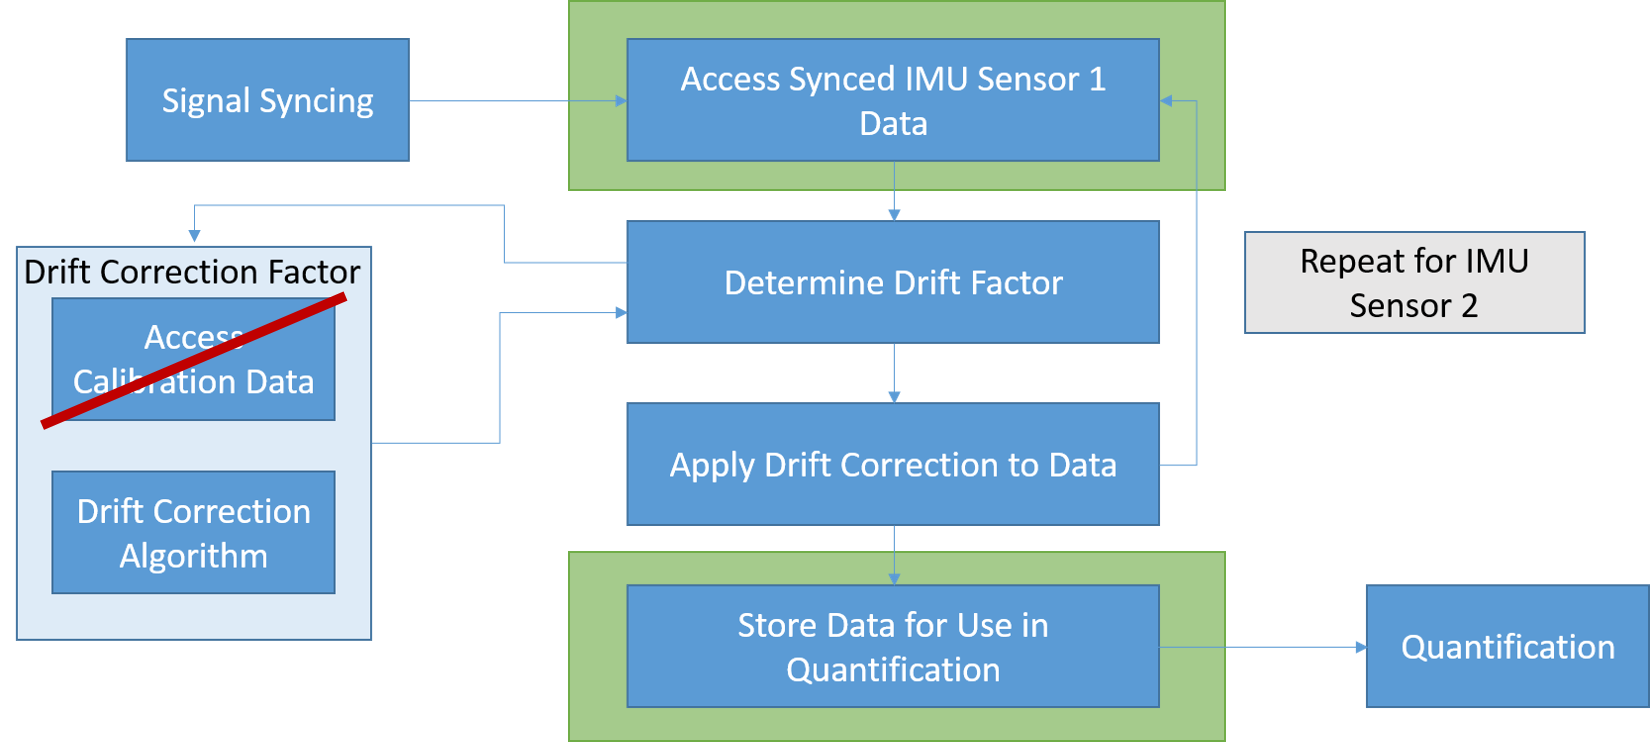 Signal Syncing
Access Synced IMU Sensor 1
Data
Drift Correction Factor
Access
Calibration Data
Drift Correction
Algorithm
Determine Drift Factor
Repeat for IMU
Sensor 2
Apply Drift Correction to Data
Store Data for Use in
Quantification
Quantification